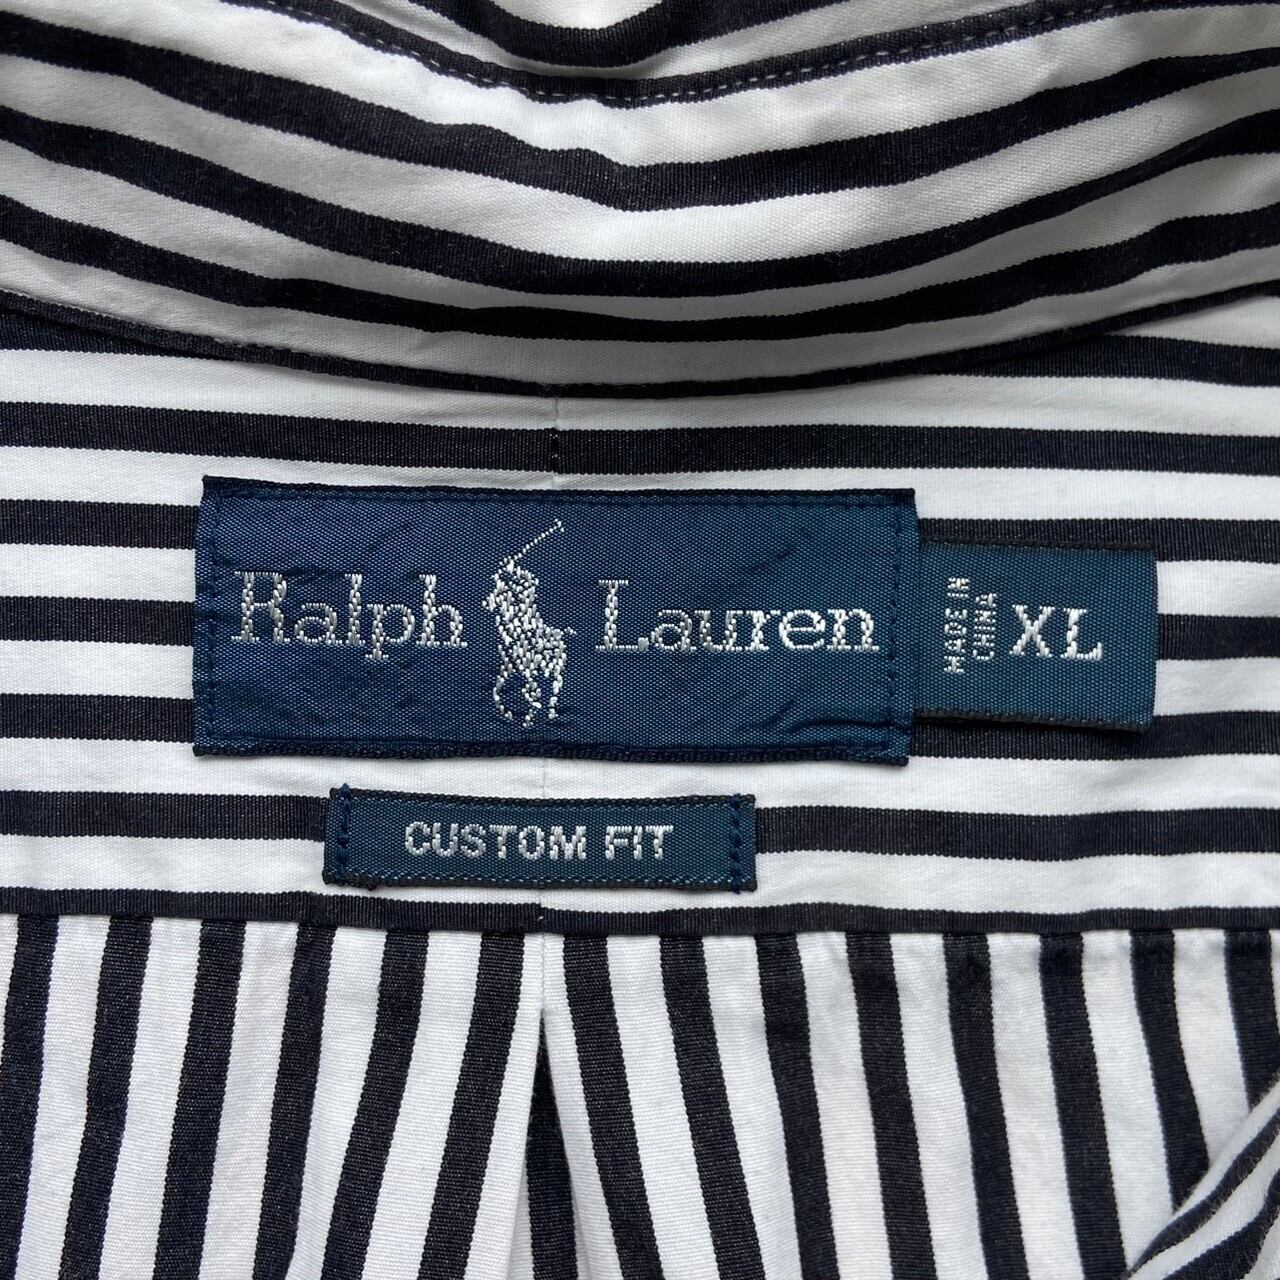 Ralph Lauren
MADE IN
CHINA
XL
CUSTOM FIT